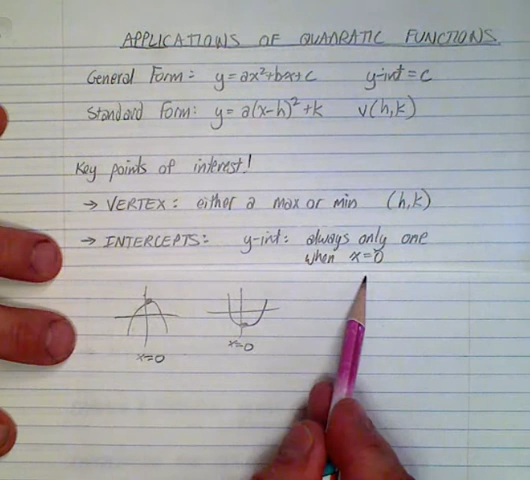 APPLICATIONS OF QUADRATIC FUNCTIONS.
General Form: y=ax²+bx+c y-int=c
Standard Form: y=a(x-h)²+k V(h,k)
Key points of interest!
→ VERTEX: either a max or min (h,k)
→ INTERCEPTS: y-int: always only one
when x=0
x=0 x=0